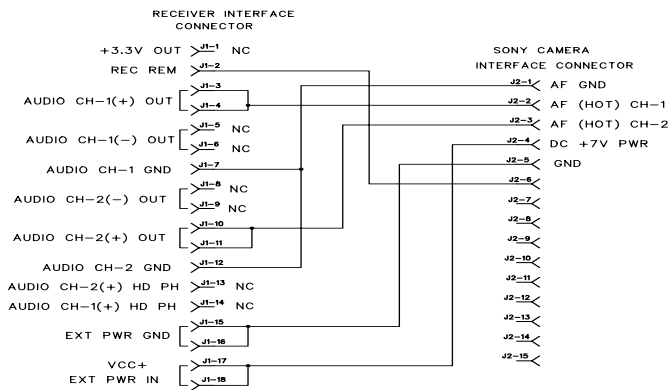 RECEIVER INTERFACE
CONNECTOR
+3.3V OUT J1-1 NC
REC REM J1-2
AUDIO CH-1(+) OUT J1-3
J1-4
AUDIO CH-1(-) OUT J1-5 NC
J1-6 NC
AUDIO CH-1 GND J1-7
AUDIO CH-2(-) OUT J1-8 NC
J1-9 NC
AUDIO CH-2(+) OUT J1-10
J1-11
AUDIO CH-2 GND J1-12
AUDIO CH-2(+) HD PH J1-13 NC
AUDIO CH-1(+) HD PH J1-14 NC
EXT PWR GND J1-15
J1-16
VCC+ J1-17
EXT PWR IN J1-18
SONY CAMERA
INTERFACE CONNECTOR
J2-1 AF GND
J2-2 AF (HOT) CH-1
J2-3 AF (HOT) CH-2
J2-4 DC +7V PWR
J2-5 GND
J2-6
J2-7
J2-8
J2-9
J2-10
J2-11
J2-12
J2-13
J2-14
J2-15